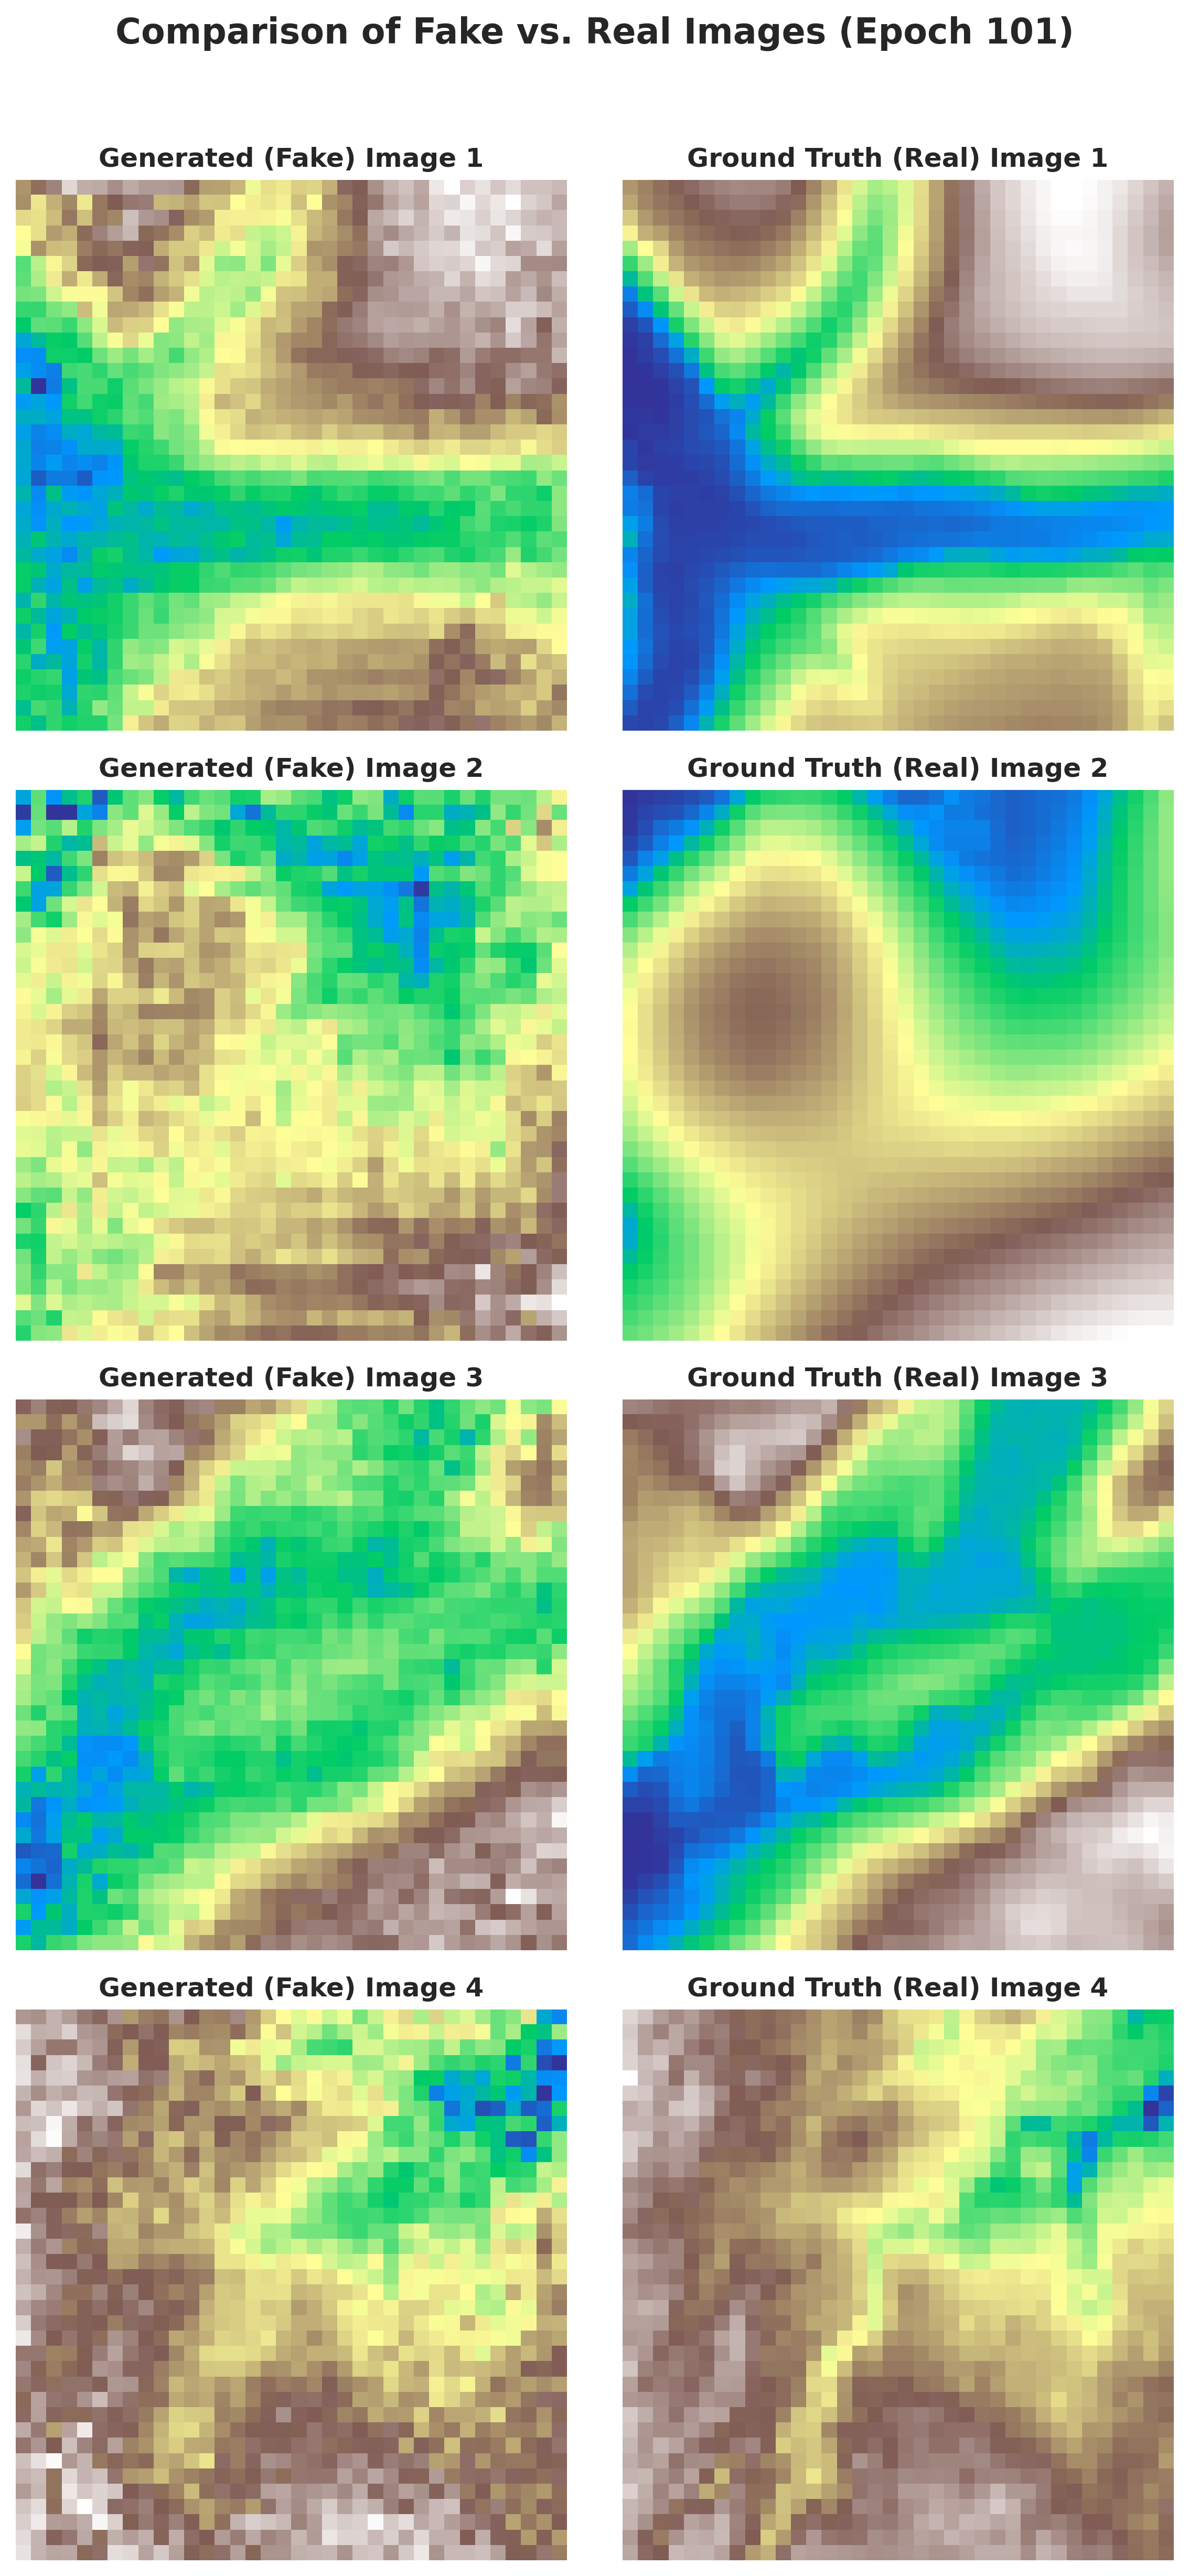 Comparison of Fake vs. Real Images (Epoch 101)
Generated (Fake) Image 1
Ground Truth (Real) Image 1
Generated (Fake) Image 2
Ground Truth (Real) Image 2
Generated (Fake) Image 3
Ground Truth (Real) Image 3
Generated (Fake) Image 4
Ground Truth (Real) Image 4